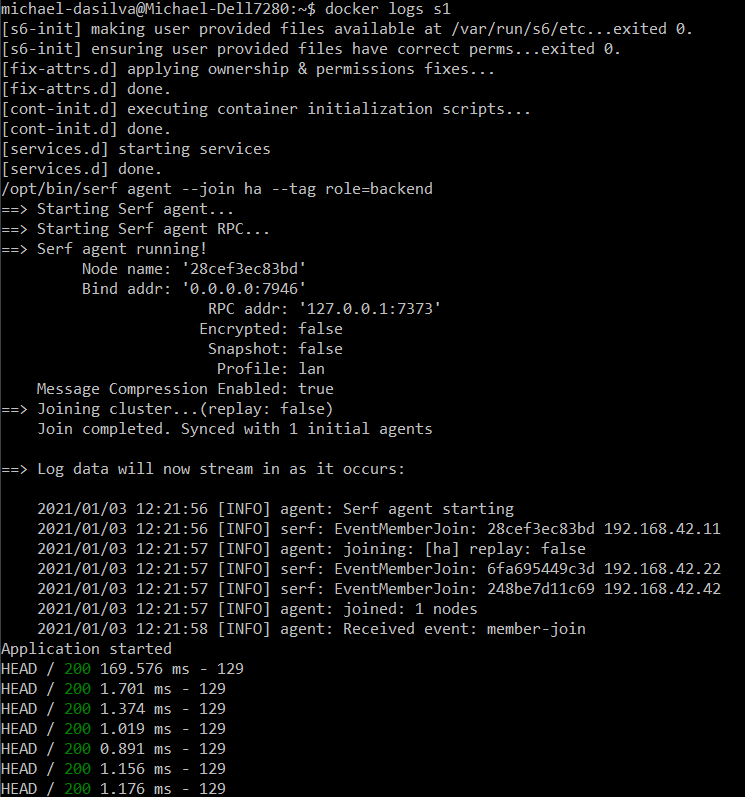 michael-dasilva@Michael-Dell7280:~$ docker logs s1
[s6-init] making user provided files available at /var/run/s6/etc...exited 0.
[s6-init] ensuring user provided files have correct perms...exited 0.
[fix-attrs.d] applying ownership & permissions fixes...
[fix-attrs.d] done.
[cont-init.d] executing container initialization scripts...
[cont-init.d] done.
[services.d] starting services
[services.d] done.
/opt/bin/serf agent --join ha --tag role=backend
==> Starting Serf agent...
==> Starting Serf agent RPC...
==> Serf agent running!
         Node name: '28cef3ec83bd'
         Bind addr: '0.0.0.0:7946'
                       RPC addr: '127.0.0.1:7373'
                      Encrypted: false
                       Snapshot: false
                        Profile: lan
    Message Compression Enabled: true
==> Joining cluster...(replay: false)
    Join completed. Synced with 1 initial agents

==> Log data will now stream in as it occurs:

    2021/01/03 12:21:56 [INFO] agent: Serf agent starting
    2021/01/03 12:21:56 [INFO] serf: EventMemberJoin: 28cef3ec83bd 192.168.42.11
    2021/01/03 12:21:57 [INFO] agent: joining: [ha] replay: false
    2021/01/03 12:21:57 [INFO] serf: EventMemberJoin: 6fa695449c3d 192.168.42.22
    2021/01/03 12:21:57 [INFO] serf: EventMemberJoin: 248be7d11c69 192.168.42.42
    2021/01/03 12:21:57 [INFO] agent: joined: 1 nodes
    2021/01/03 12:21:58 [INFO] agent: Received event: member-join
Application started
HEAD / 200 169.576 ms - 129
HEAD / 200 1.701 ms - 129
HEAD / 200 1.374 ms - 129
HEAD / 200 1.019 ms - 129
HEAD / 200 0.891 ms - 129
HEAD / 200 1.156 ms - 129
HEAD / 200 1.176 ms - 129